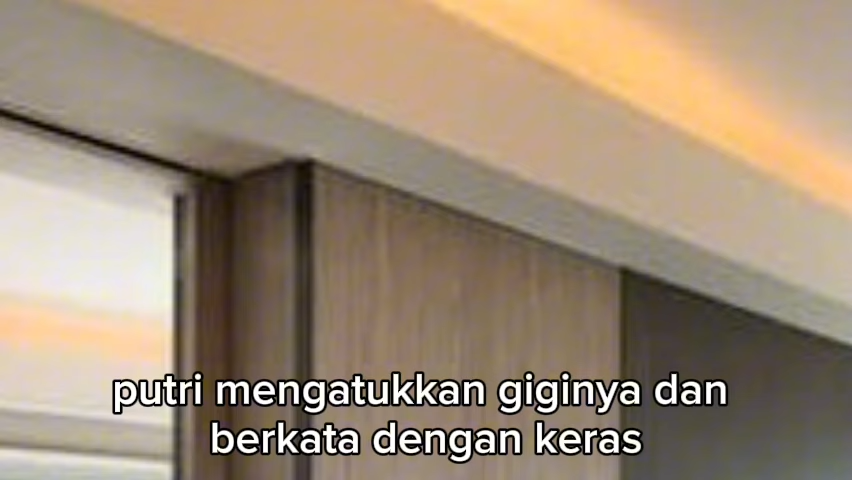 putri mengatukkan giginya dan
berkata dengan keras